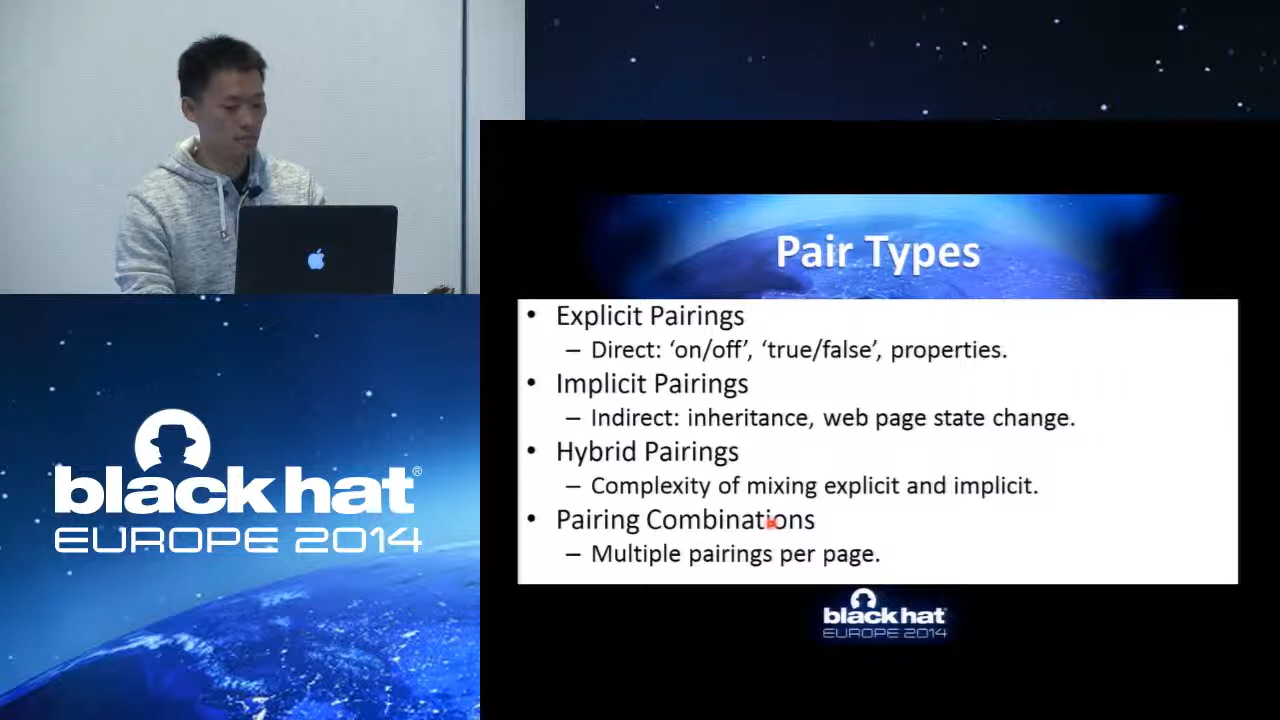 Pair Types
• Explicit Pairings
– Direct: ‘on/off’, ‘true/false’, properties.
• Implicit Pairings
– Indirect: inheritance, web page state change.
• Hybrid Pairings
– Complexity of mixing explicit and implicit.
• Pairing Combinations
– Multiple pairings per page.
black hat®
EUROPE 2014
black hat
EUROPE 2014